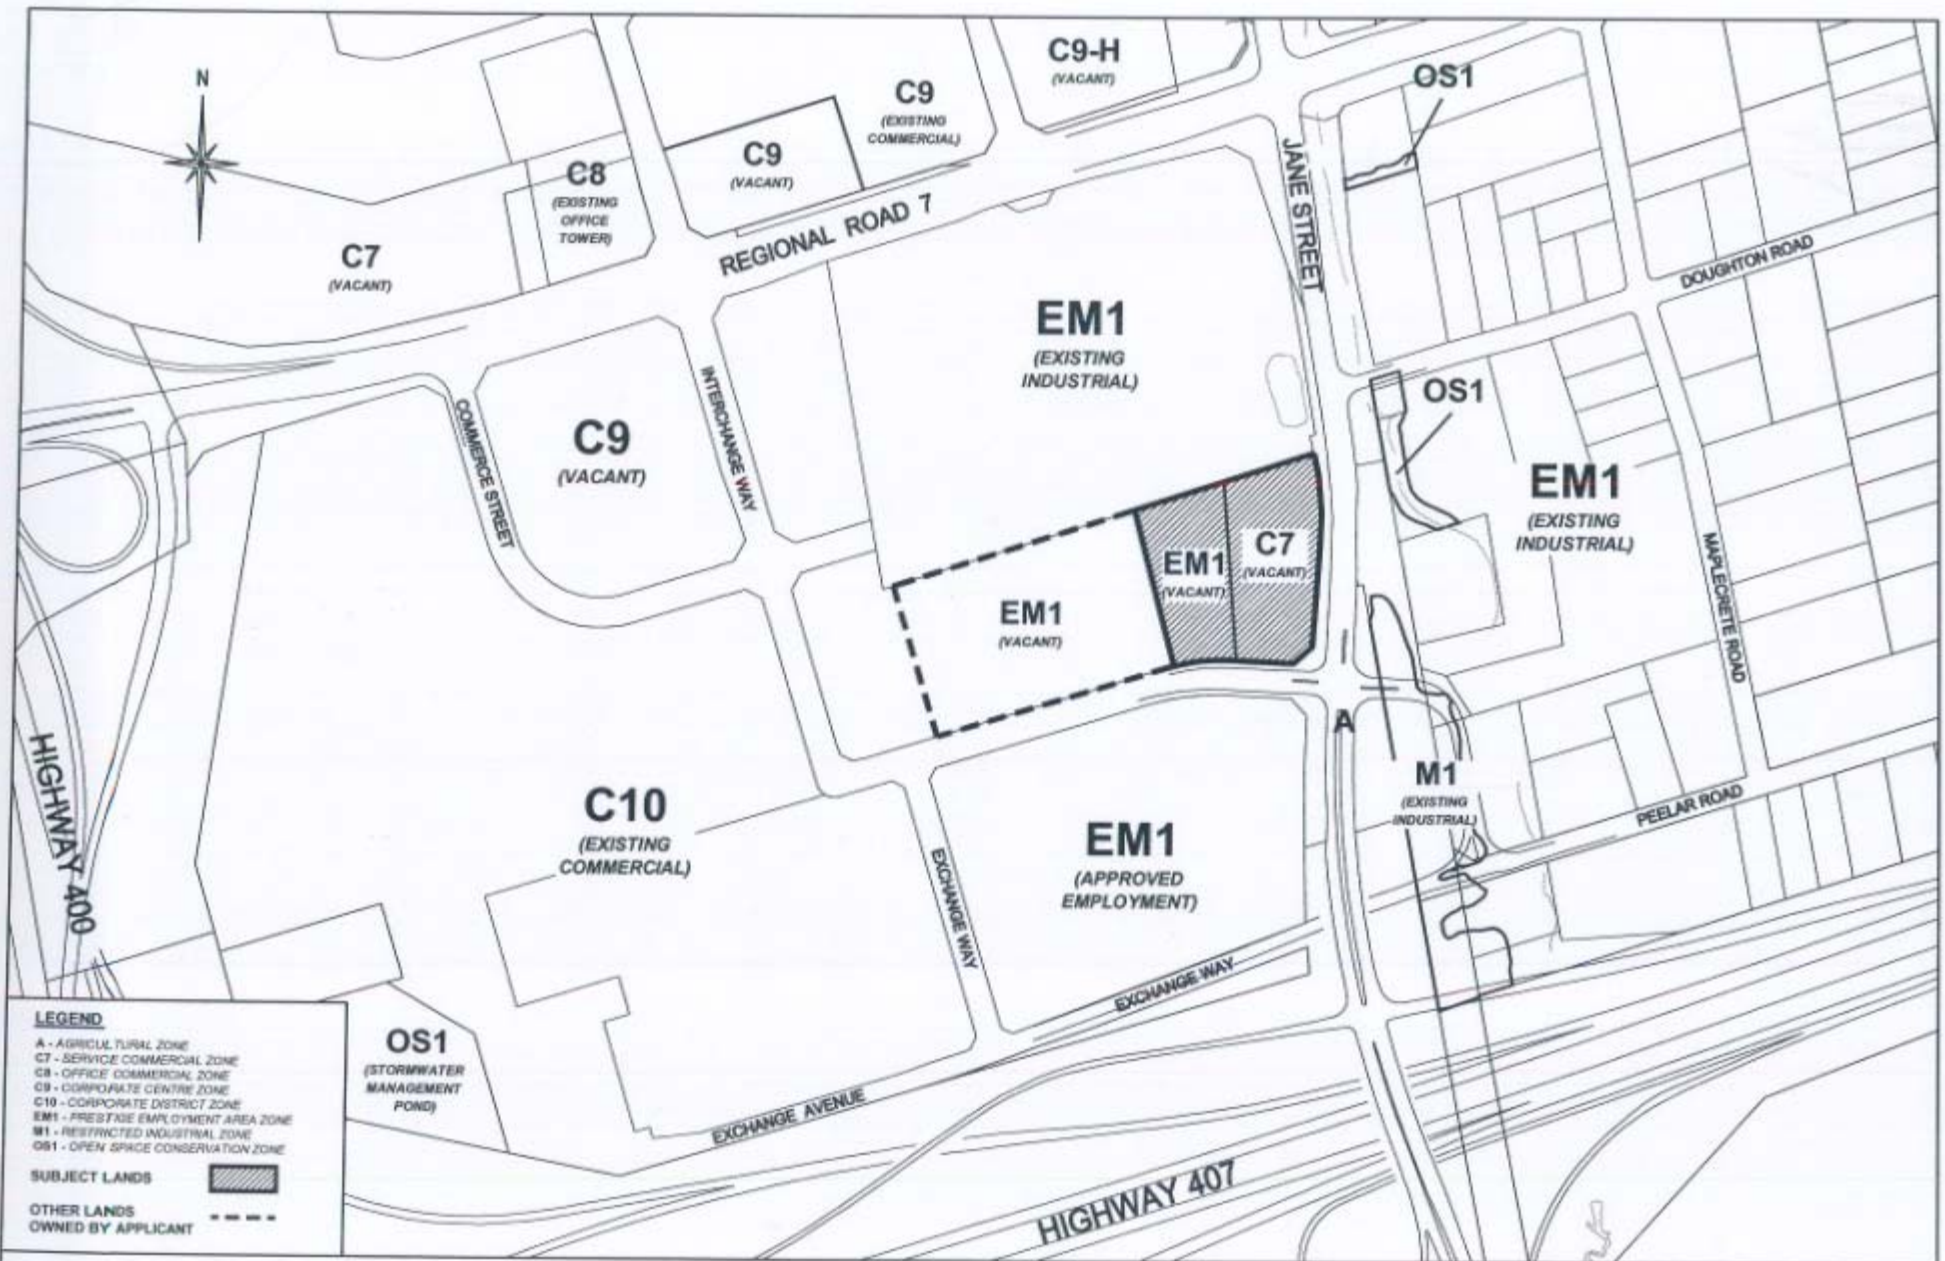 N
C9-H
(VACANT)
C9
(EXISTING
COMMERCIAL)
C9
(VACANT)
C8
(EXISTING
OFFICE
TOWER)
C7
(VACANT)
REGIONAL ROAD 7
JANE STREET
OS1
DOUGHTON ROAD
EM1
(EXISTING
INDUSTRIAL)
INTERCHANGE WAY
COMMERCE STREET
C9
(VACANT)
OS1
EM1
(EXISTING
INDUSTRIAL)
MAPLECRETE ROAD
EM1
(VACANT)
C7
(VACANT)
EM1
(VACANT)
A
M1
(EXISTING
INDUSTRIAL)
PEELAR ROAD
HIGHWAY 400
C10
(EXISTING
COMMERCIAL)
EXCHANGE WAY
EM1
(APPROVED
EMPLOYMENT)
EXCHANGE WAY
OS1
(STORMWATER
MANAGEMENT
POND)
EXCHANGE AVENUE
HIGHWAY 407
LEGEND
A - AGRICULTURAL ZONE
C7 - SERVICE COMMERCIAL ZONE
C8 - OFFICE COMMERCIAL ZONE
C9 - CORPORATE CENTRE ZONE
C10 - CORPORATE DISTRICT ZONE
EM1 - PRESTIGE EMPLOYMENT AREA ZONE
M1 - RESTRICTED INDUSTRIAL ZONE
OS1 - OPEN SPACE CONSERVATION ZONE
SUBJECT LANDS
OTHER LANDS
OWNED BY APPLICANT